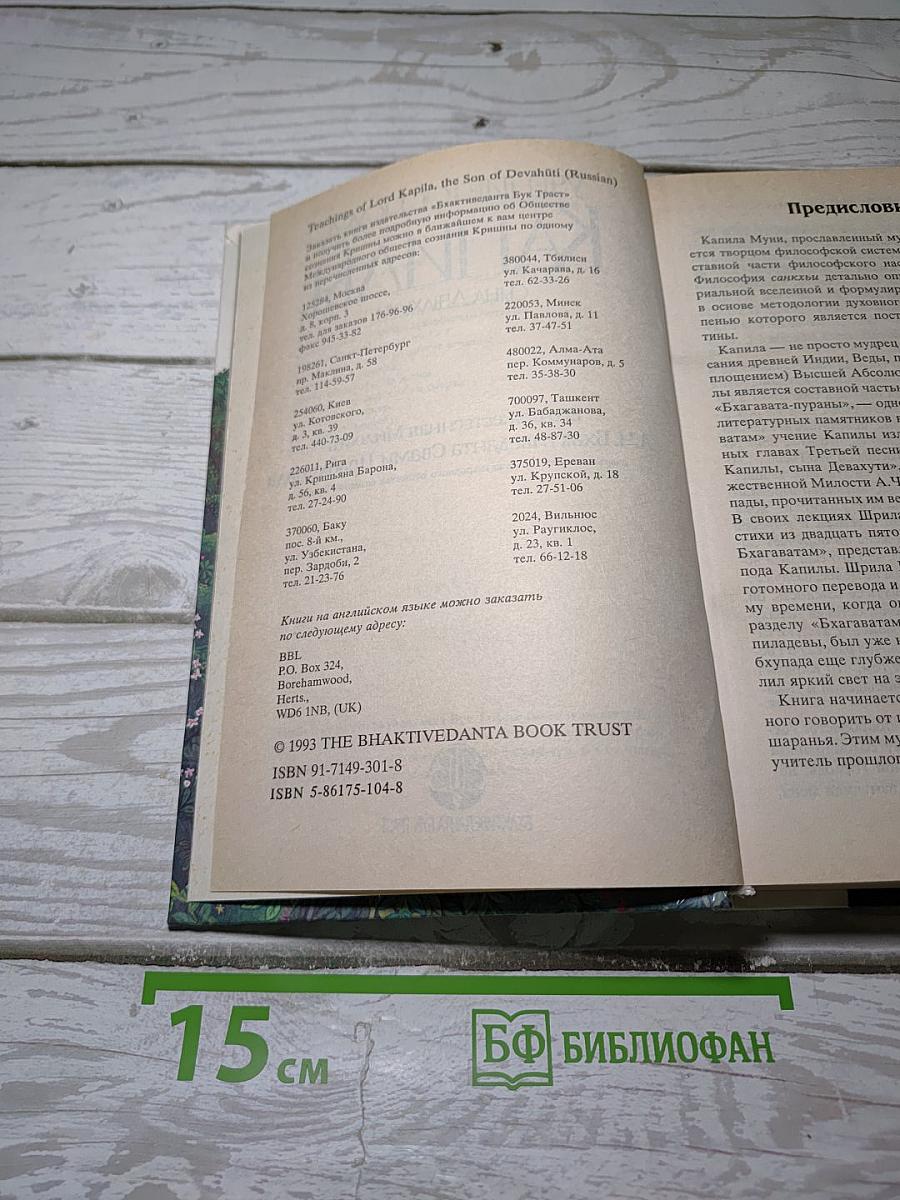 Teachings of Lord Kapila, the Son of Devahūti (Russian)
Заказать книги издательства «Бхактиведанта Бук Траст»
и получить более подробную информацию об Обществе
сознания Кришны можно в ближайшем к вам центре
Международного общества сознания Кришны по одному
из перечисленных адресов:
125284, Москва
Хорошевское шоссе,
д. 8, корп. 3
тел. для заказов 176-96-96
факс 945-33-82
198261, Санкт-Петербург
пр. Маклина, д. 58
тел. 114-59-57
254060, Киев
ул. Котовского,
д. 3, кв. 39
тел. 440-73-09
226011, Рига
ул. Кришьяна Барона,
д. 56, кв. 4
тел. 27-24-90
370060, Баку
пос. 8-й км.,
ул. Узбекистана,
пер. Зардоби, 2
тел. 21-23-76
380044, Тбилиси
ул. Качарава, д. 16
тел. 62-33-26
220053, Минск
ул. Павлова, д. 11
тел. 37-47-51
480022, Алма-Ата
пер. Коммунаров, д. 5
тел. 35-38-30
700097, Ташкент
ул. Бабаджанова,
д. 36, кв. 34
тел. 48-87-30
375019, Ереван
ул. Крупской, д. 18
тел. 27-51-06
2024, Вильнюс
ул. Раугиклос,
д. 23, кв. 1
тел. 66-12-18
Книги на английском языке можно заказать
по следующему адресу:
BBL
P.O. Box 324,
Borehamwood,
Herts.,
WD6 1NB, (UK)
© 1993 THE BHAKTIVEDANTA BOOK TRUST
ISBN 91-7149-301-8
ISBN 5-86175-104-8
Предисловь
Капила Муни, прославленный му
ется творцом философской систем
ставной части философского нас
Философия санкхьи детально опи
риальной вселенной и формулир
в основе методологии духовного
пенью которого является пост
тины.
Капила — не просто мудрец
сания древней Индии, Веды, п
площением) Высшей Абсолю
лы является составной часть
«Бхагавата-пураны», — одн
литературных памятников в
ватам» учение Капилы изл
ных главах Третьей песни
Капилы, сына Девахути»,
жественной Милости А.Ч
пады, прочитанных им ве
В своих лекциях Шрила
стихи из двадцать пято
Бхагаватам», представл
пода Капилы. Шрила
готомного перевода и
му времени, когда о
разделу «Бхагаватам
пиладевы, был уже н
бхупада еще глубже
лил яркий свет на э
Книга начинаетс
ного говорить от и
шаранья. Этим му
учитель прошлог
15 см
БФ БИБЛИОФАН